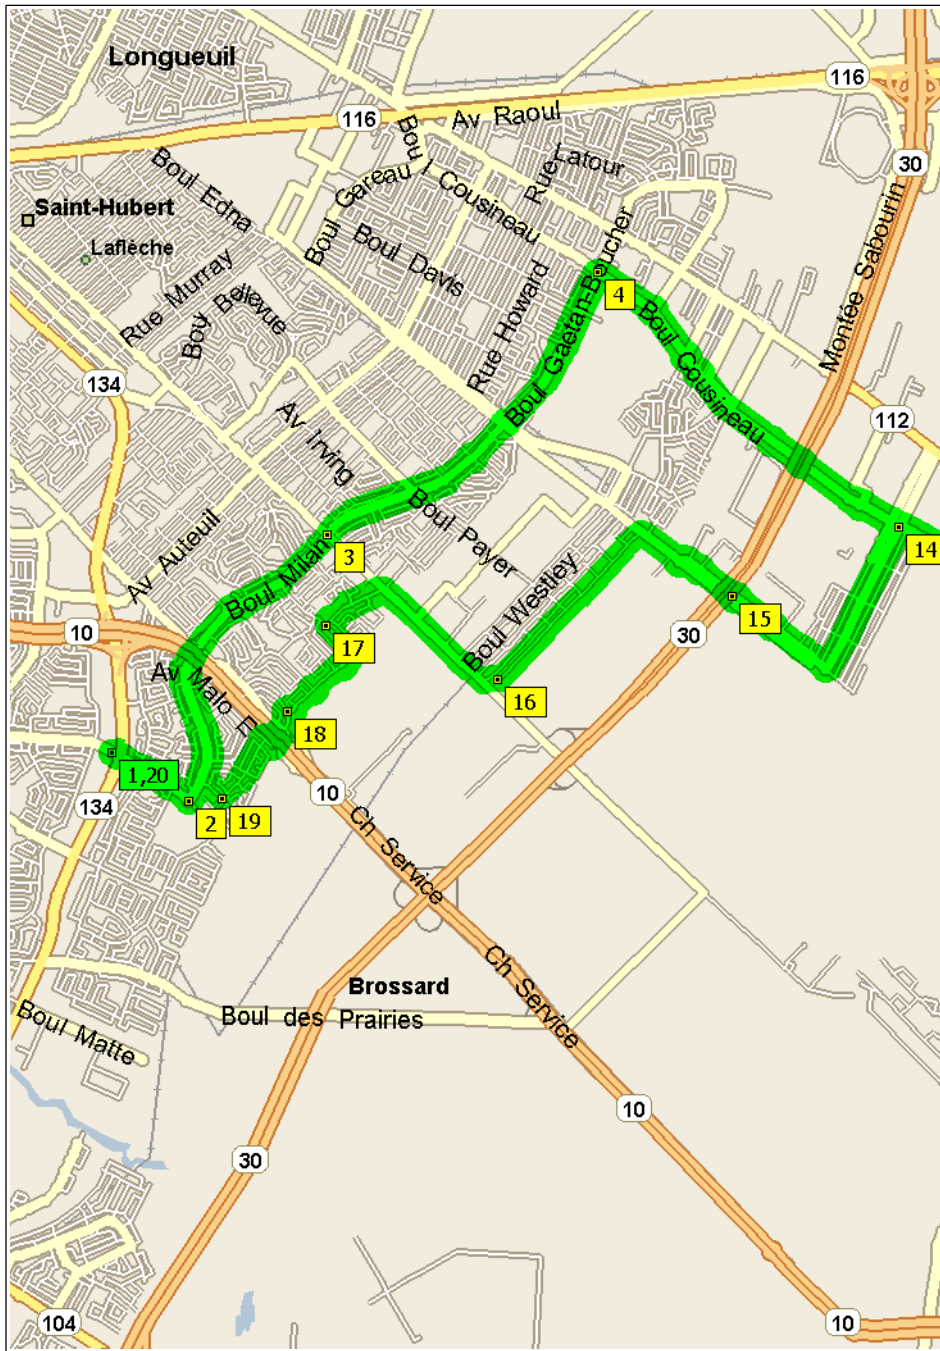 Longueuil
116
116
Av Raoul
Bou
Boul Edna
Boul Gareau
l Cousineau
Rue
Latour
30
Saint-Hubert
Laflèche
Boul Davis
Rue Murray
Bou
Bellevue
Rue Howard
Boul Gaetan-Boucher
4
Boul Cousineau
Montée Sabourin
134
112
Av Irving
Boul Payer
Av Auteuil
Boul Milan
3
14
Boul Westley
15
10
30
17
Av Malo E
16
18
1,20
134
2
19
10
Ch Service
Ch Service
Brossard
Boul des Prairies
Boul Matte
10
30
104
10